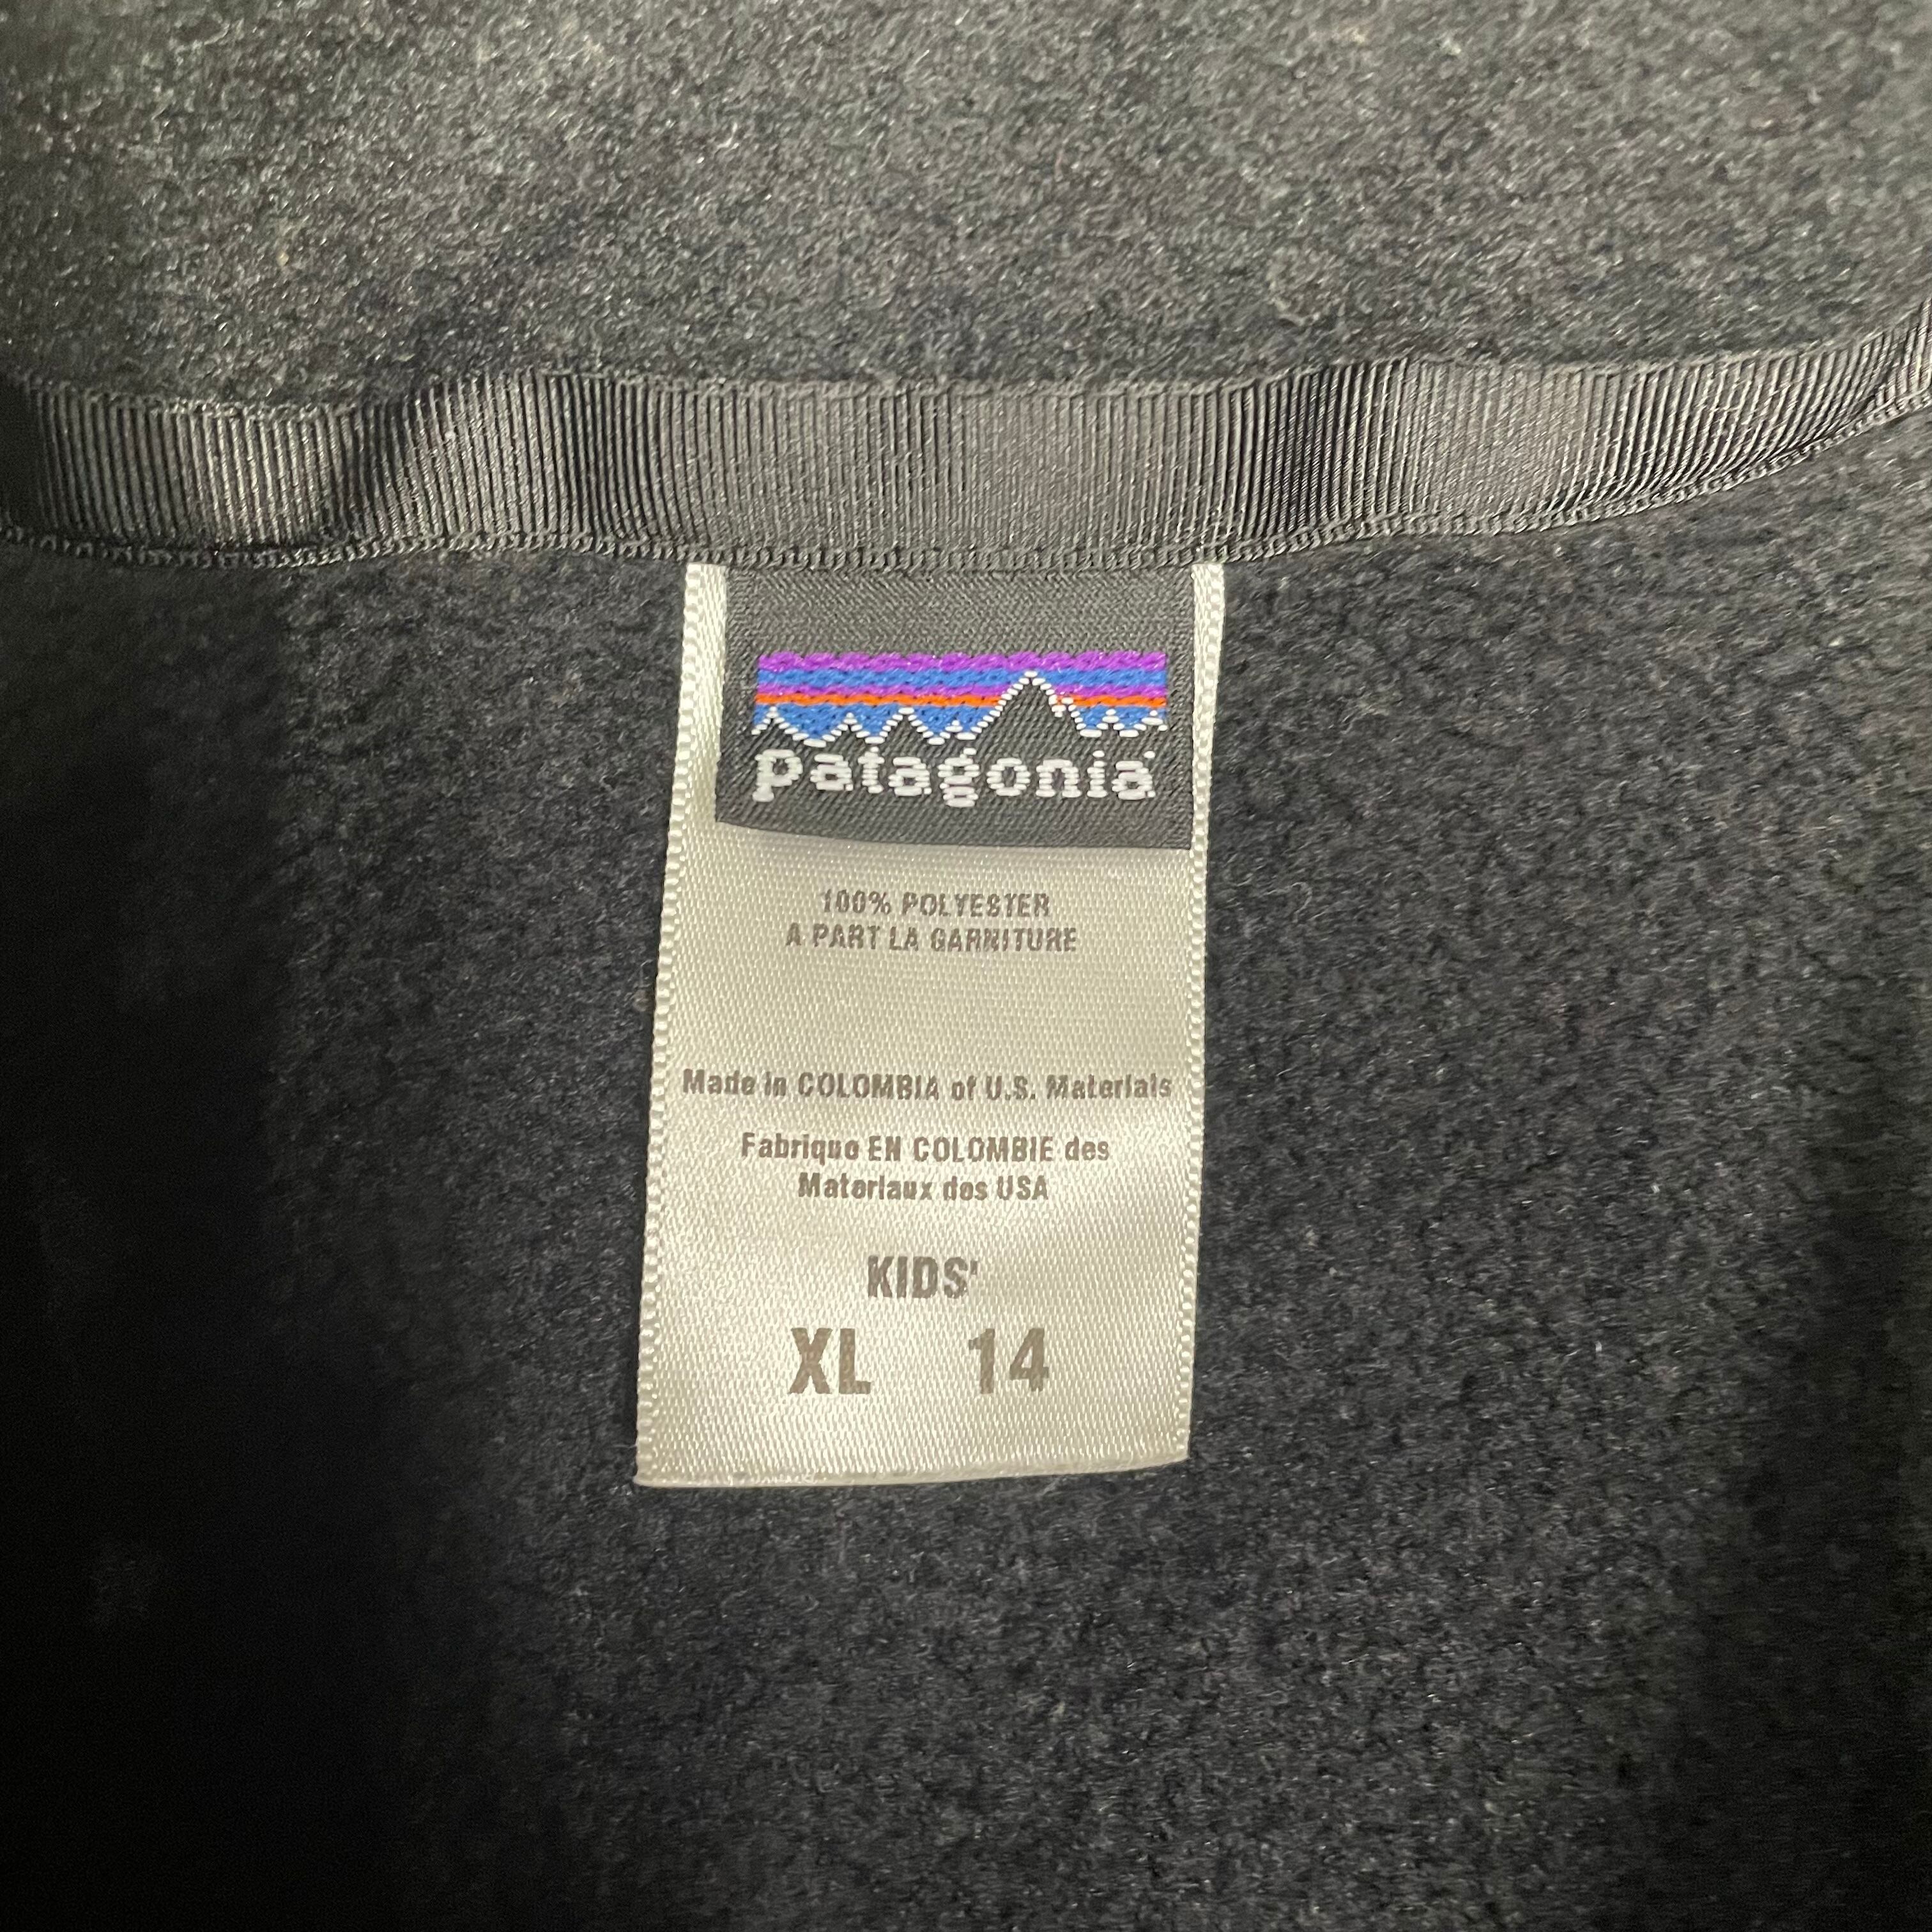 patagonia
100% POLYESTER
A PART LA GARNITURE
Made in COLOMBIA of U.S. Materials
Fabrique EN COLOMBIE des
Materiaux des USA
KIDS'
XL 14